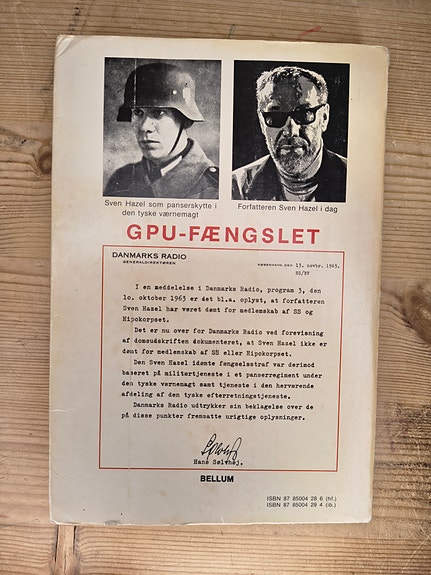 Sven Hazel som panserskytte i
den tyske værnemagt
Forfatteren Sven Hazel i dag
GPU-FÆNGSLET
DANMARKS RADIO
GENERALDIREKTØREN
KØBENHAVN, DEN 13. novbr. 1963.
HS/BY
I en meddelelse i Danmarks Radio, program 3, den
10. oktober 1963 er det bl.a. oplyst, at forfatteren
Sven Hazel har været dømt for medlemskab af SS og
Hipokorpset.
Det er nu over for Danmarks Radio ved forevisning
af domsudskriften dokumenteret, at Sven Hazel ikke er
dømt for medlemskab af SS eller Hipokorpset.
Den Sven Hazel idømte fængselsstraf var derimod
baseret på militærtjeneste i et panserregiment under
den tyske værnemagt samt tjeneste i den herværende
afdeling af den tyske efterretningstjeneste.
Danmarks Radio udtrykker sin beklagelse over de
på disse punkter fremsatte urigtige oplysninger.
Hans Sølvhøj.
BELLUM
ISBN 87 85004 28 6 (hf.)
ISBN 87 85004 29 4 (ib.)